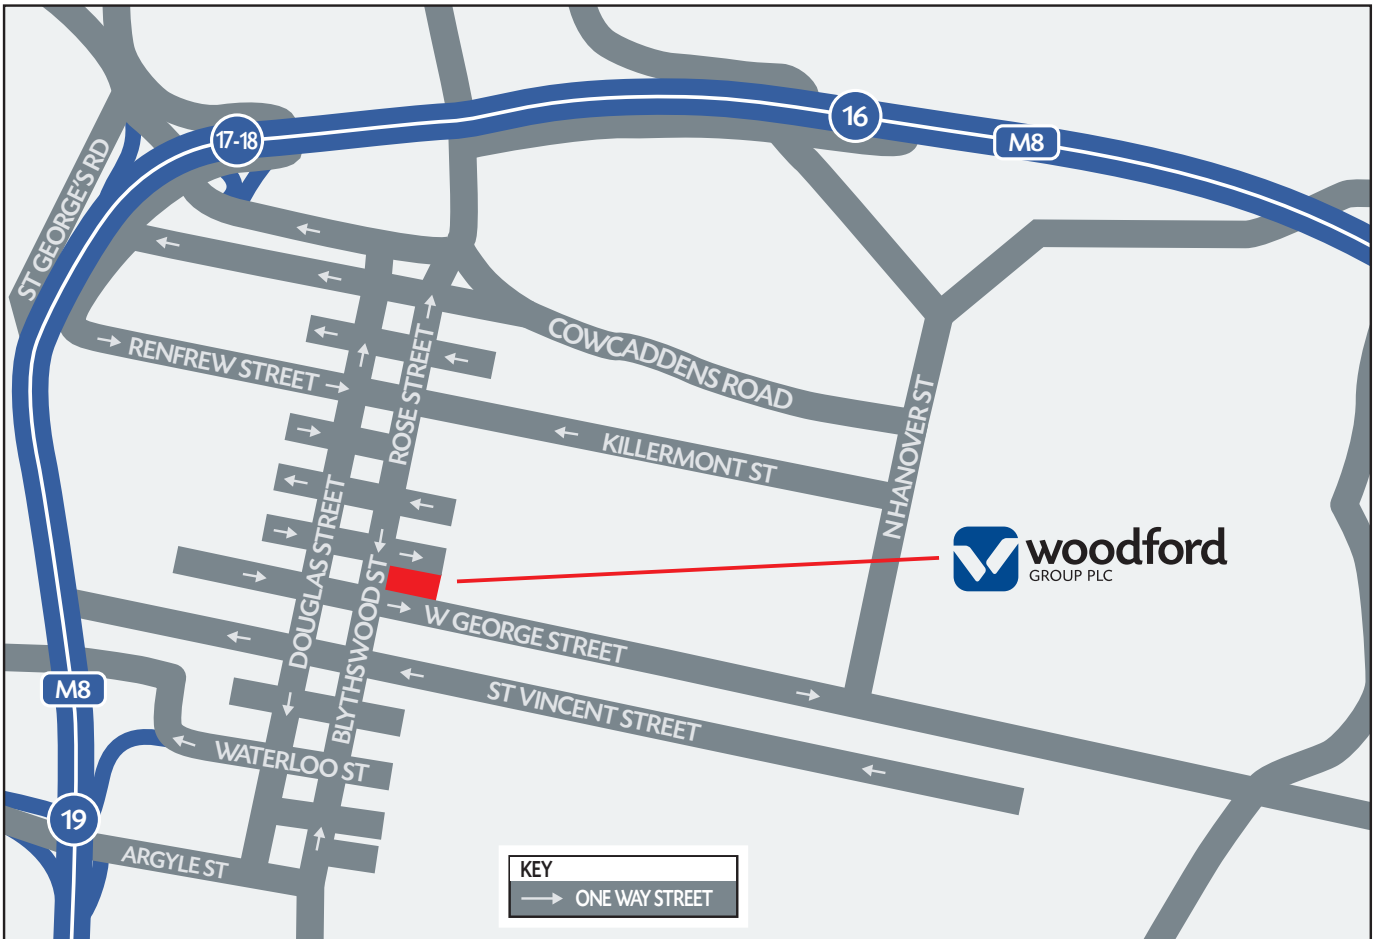 16
17-18
M8
ST GEORGE'S RD
COWCADDENS ROAD
RENFREW STREET
ROSE STREET
KILLERMONT ST
N HANOVER ST
DOUGLAS STREET
woodford
GROUP PLC
BLYTHSWOOD ST
W GEORGE STREET
M8
ST VINCENT STREET
WATERLOO ST
19
ARGYLE ST
KEY
ONE WAY STREET